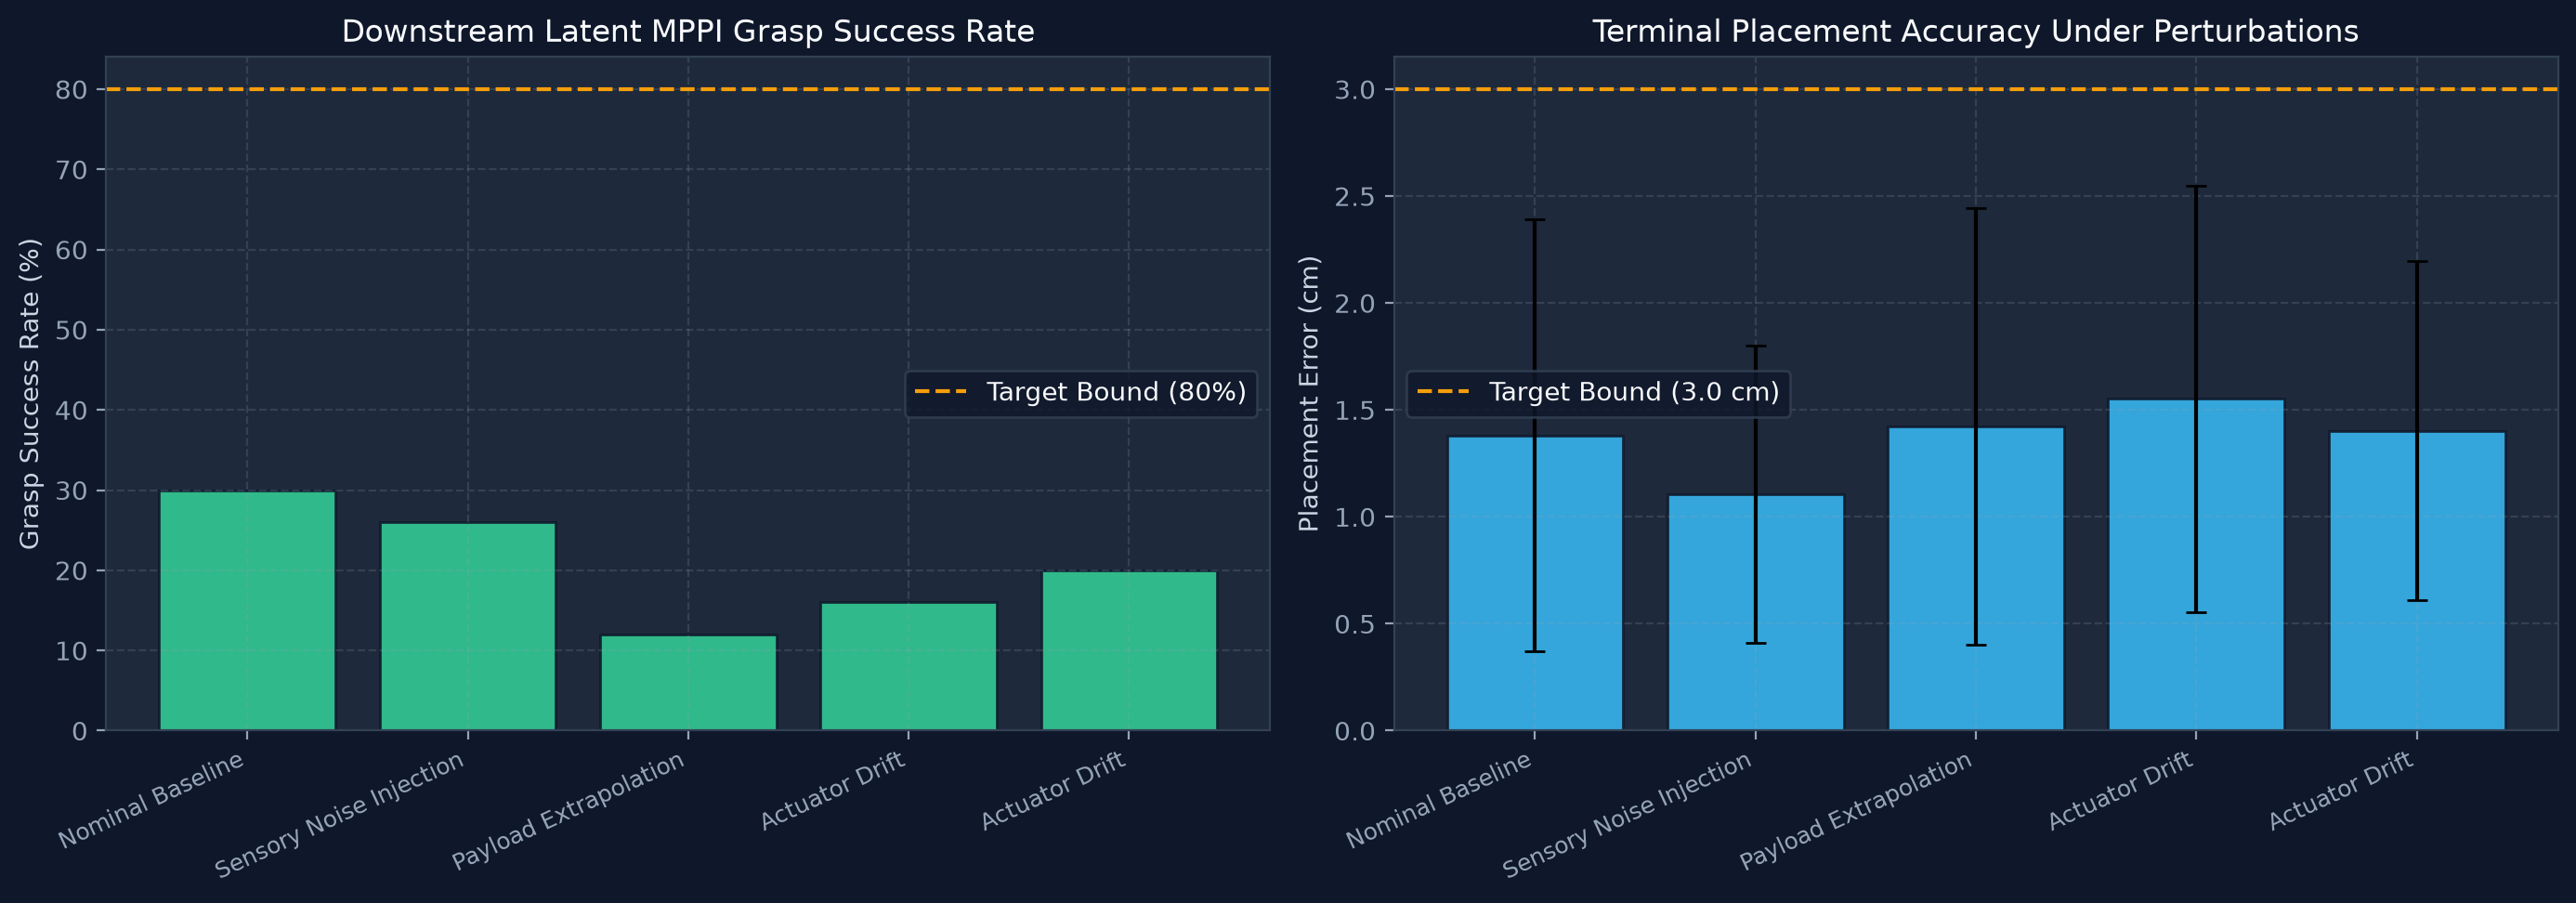 Downstream Latent MPPI Grasp Success Rate
Grasp Success Rate (%)
80
70
60
50
40
30
20
10
0
Target Bound (80%)
Nominal Baseline
Sensory Noise Injection
Payload Extrapolation
Actuator Drift
Actuator Drift
Terminal Placement Accuracy Under Perturbations
Placement Error (cm)
3.0
2.5
2.0
1.5
1.0
0.5
0.0
Target Bound (3.0 cm)
Nominal Baseline
Sensory Noise Injection
Payload Extrapolation
Actuator Drift
Actuator Drift